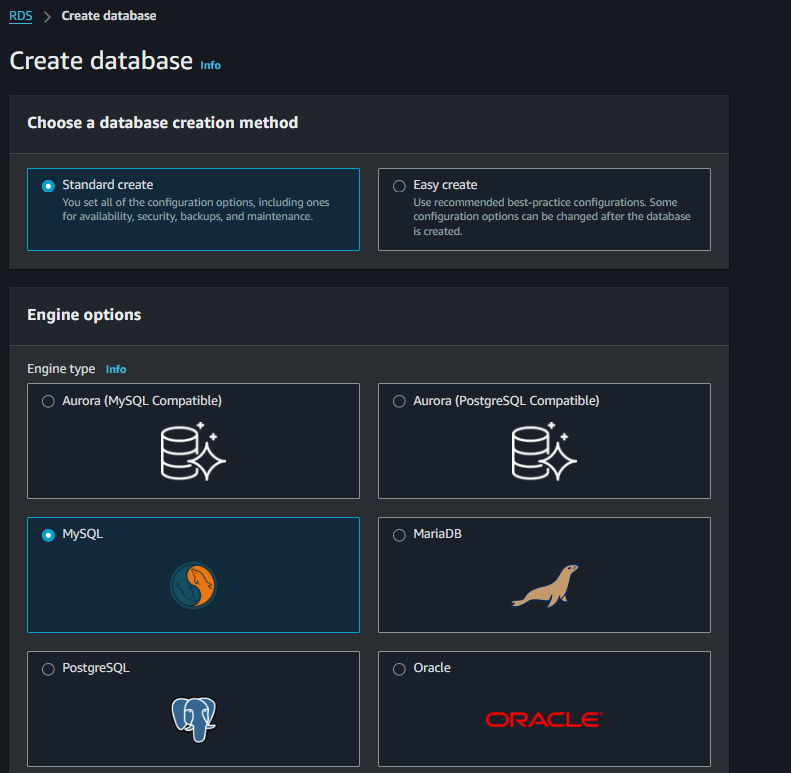 RDS > Create database
Create database Info
Choose a database creation method
Standard create
You set all of the configuration options, including ones
for availability, security, backups, and maintenance.
Easy create
Use recommended best-practice configurations. Some
configuration options can be changed after the database
is created.
Engine options
Engine type Info
Aurora (MySQL Compatible)
Aurora (PostgreSQL Compatible)
MySQL
MariaDB
PostgreSQL
Oracle
ORACLE